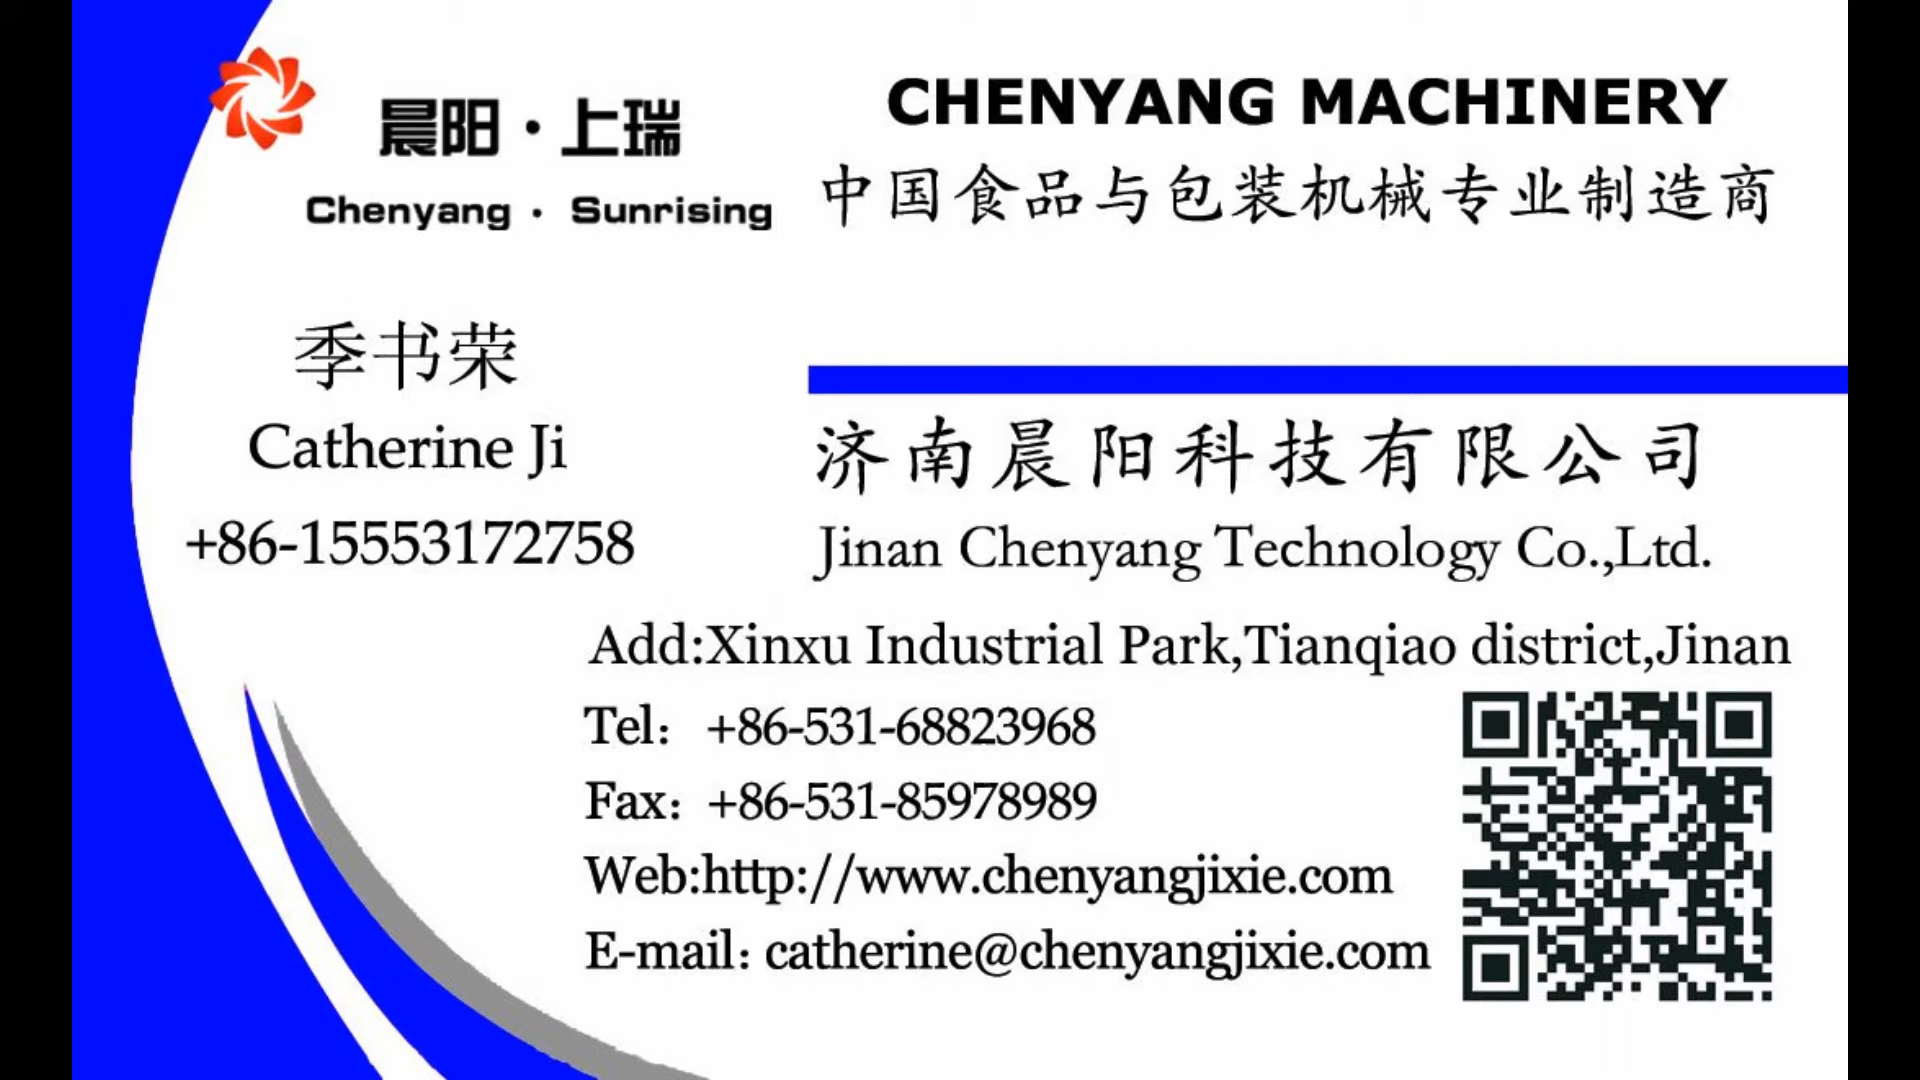 晨阳·上瑞
Chenyang · Sunrising
CHENYANG MACHINERY
中国食品与包装机械专业制造商
季书荣
Catherine Ji
+86-15553172758
济南晨阳科技有限公司
Jinan Chenyang Technology Co.,Ltd.
Add:Xinxu Industrial Park,Tianqiao district,Jinan
Tel：+86-531-68823968
Fax：+86-531-85978989
Web:http://www.chenyangjixie.com
E-mail：catherine@chenyangjixie.com